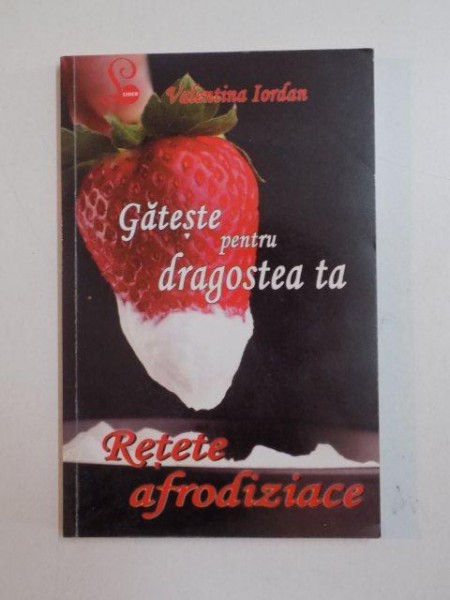 Valentina Iordan
Gătește
pentru
dragostea ta
Rețete
afrodiziace